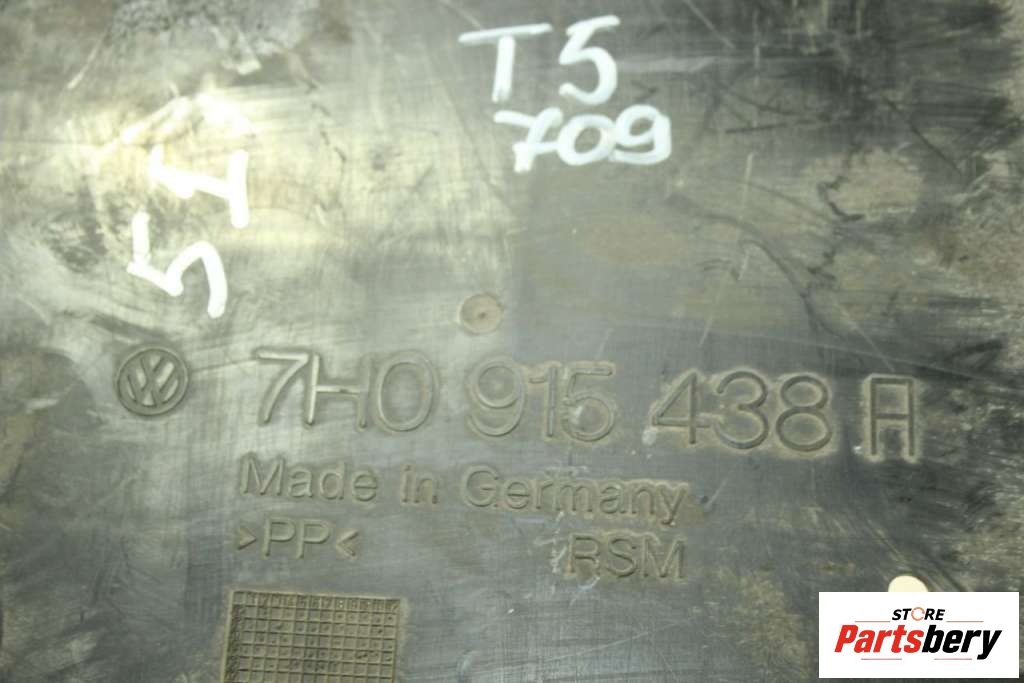 T5
709
51
7H0 915 438 A
Made in Germany
>PP<
RSM
STORE
Partsbery